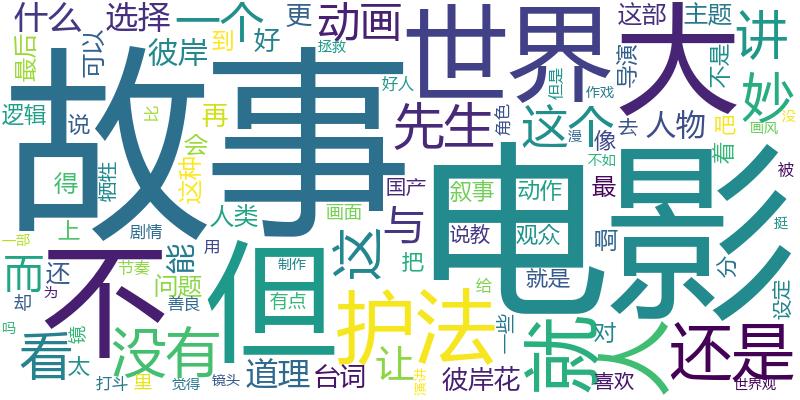 什么
选择
一个
更
动画
世界
大
这部
主题
讲
最后
可以
彼岸
到
好
拯救
好人
但是
作戏
导演
不是
妙
逻辑
说
比
再
故事
先生
角色
这个
漫
去
像
人物
吧
画风
没
得
牺牲
这种
会
国产
电影
叙事
动作
不如
最
着
被
上
剧情
人类
画面
与
说教
观众
啊
挺
一部
不
能
用
这
把
就是
分
设定
而
还
节奏
问题
制作
但
有点
护法
给
却
为
善良
一些
就
对
人
还是
吗
看
镜
太
没有
让
打斗
里
觉得
镜头
道理
台词
演讲
彼岸花
喜欢
世界观